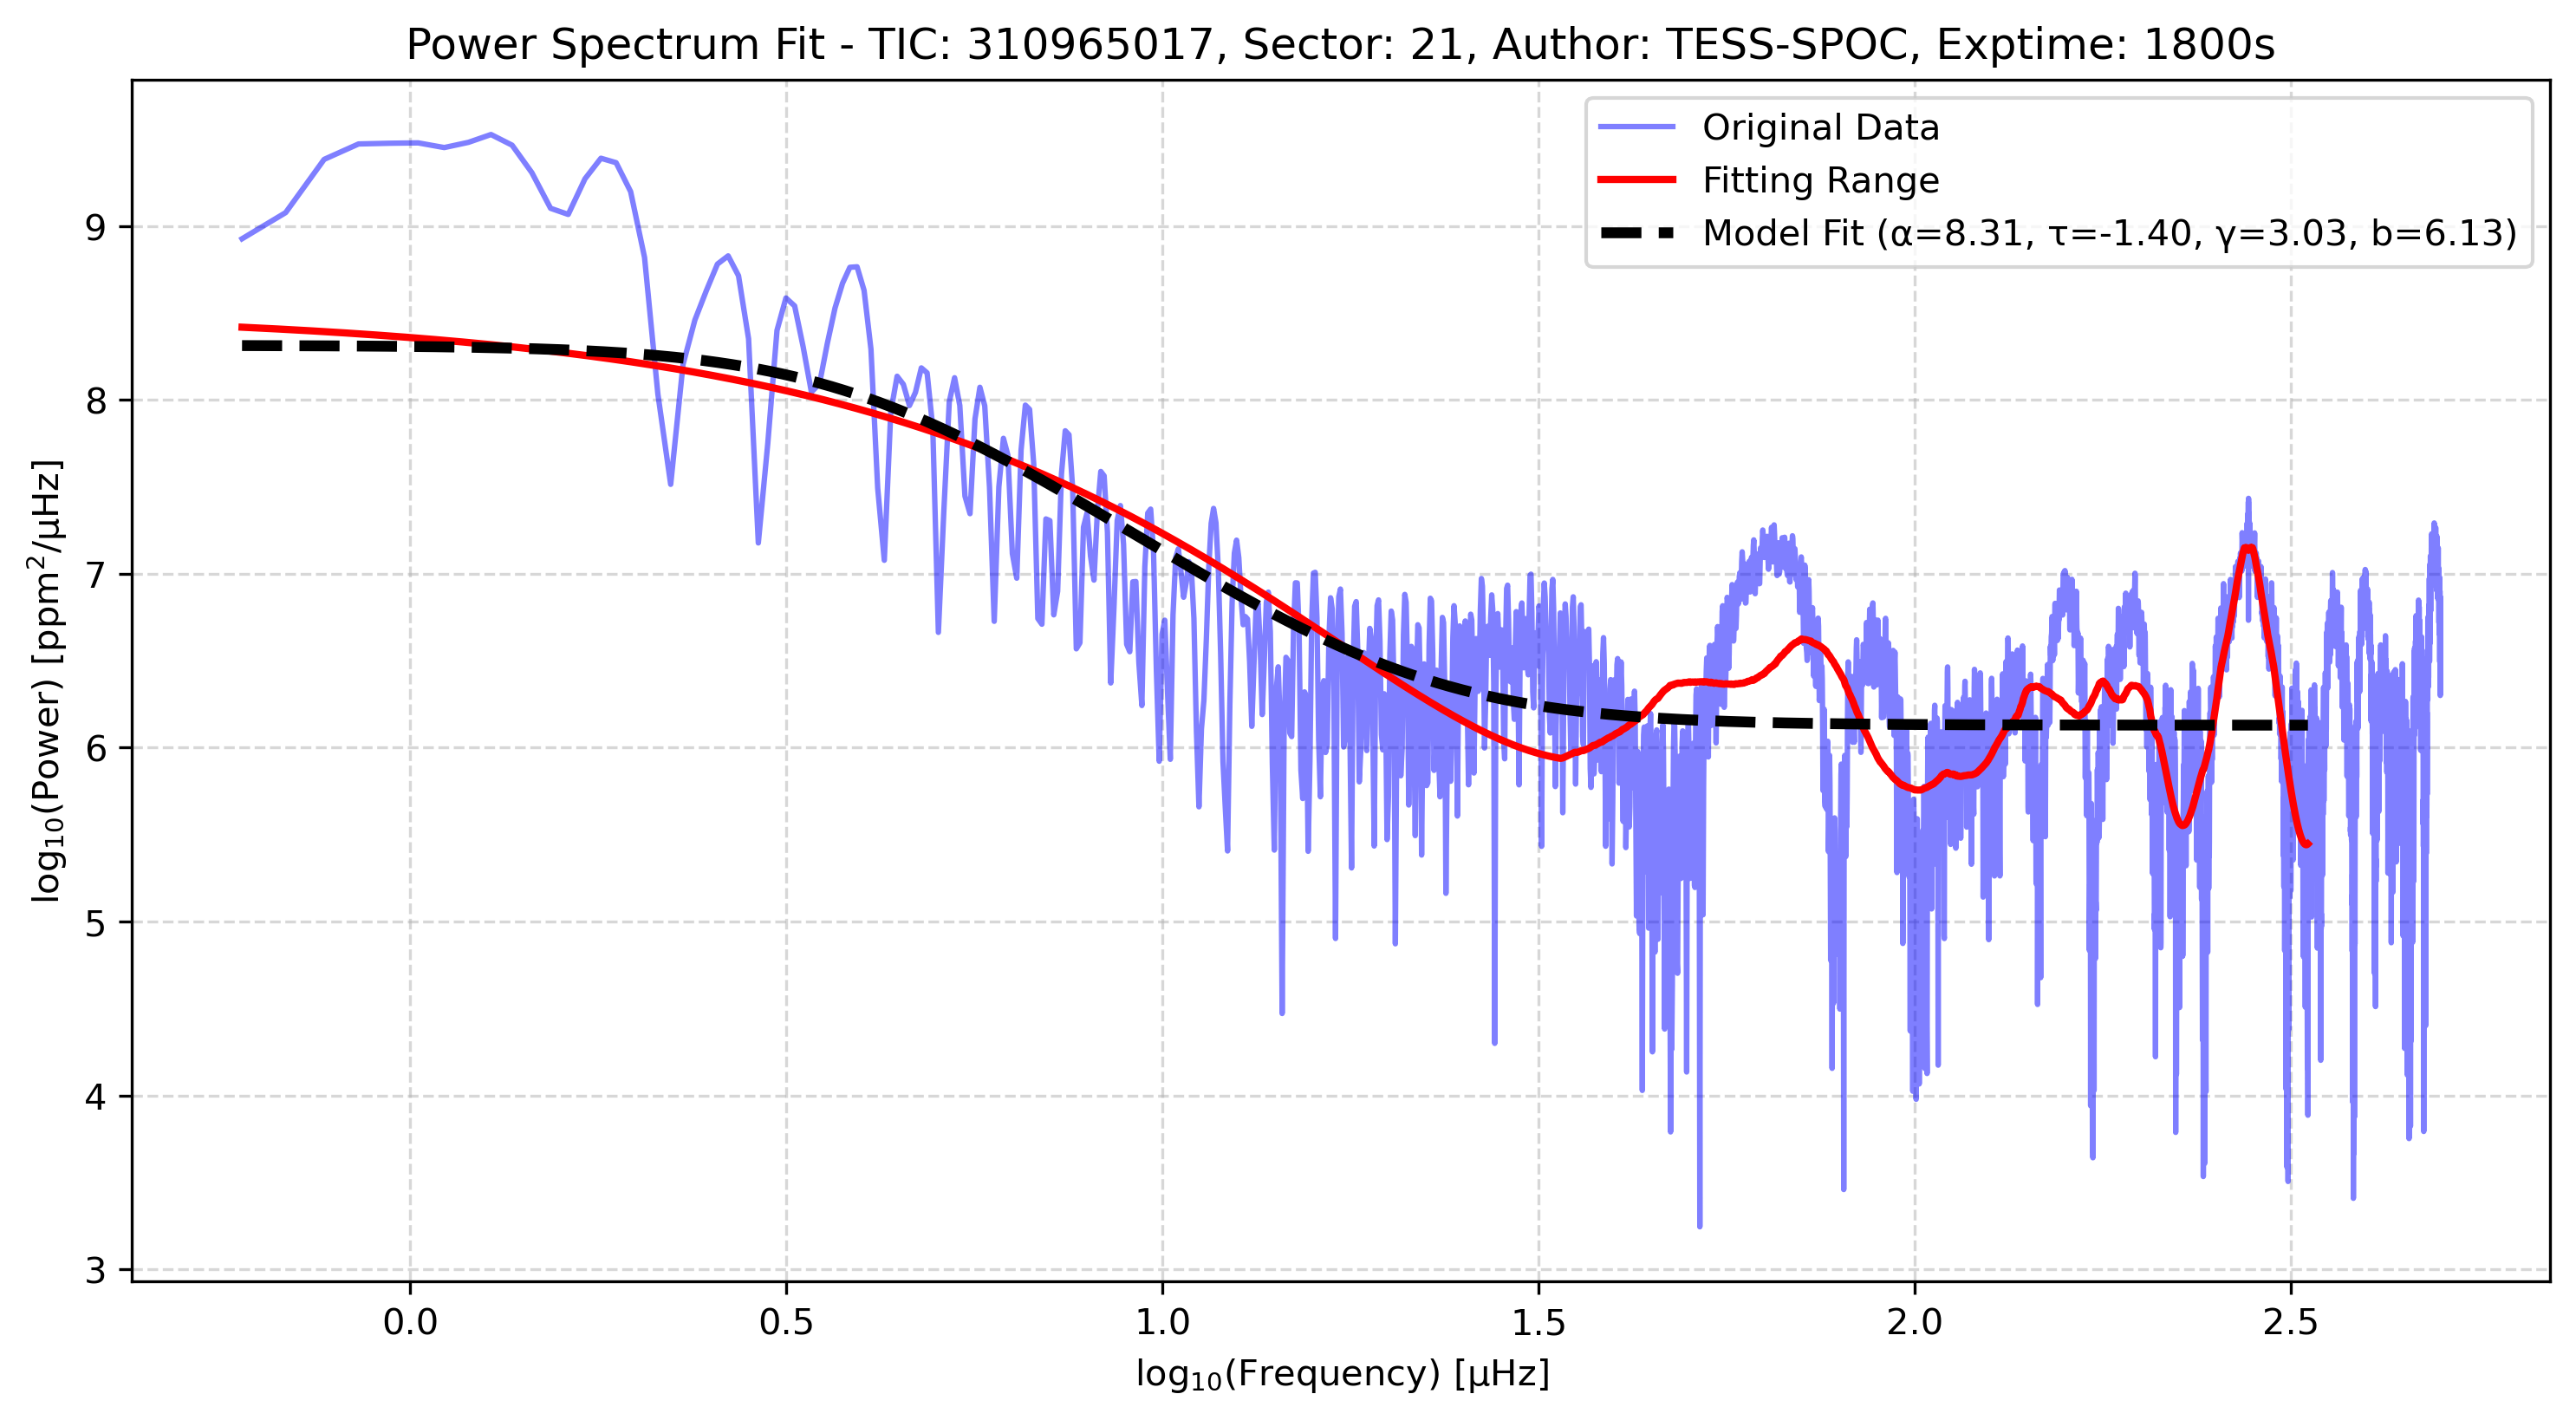 Power Spectrum Fit - TIC: 310965017, Sector: 21, Author: TESS-SPOC, Exptime: 1800s
Original Data
Fitting Range
Model Fit (α=8.31, τ=-1.40, γ=3.03, b=6.13)
log₁₀(Power) [ppm²/μHz]
9
8
7
6
5
4
3
0.0 0.5 1.0 1.5 2.0 2.5
log₁₀(Frequency) [μHz]